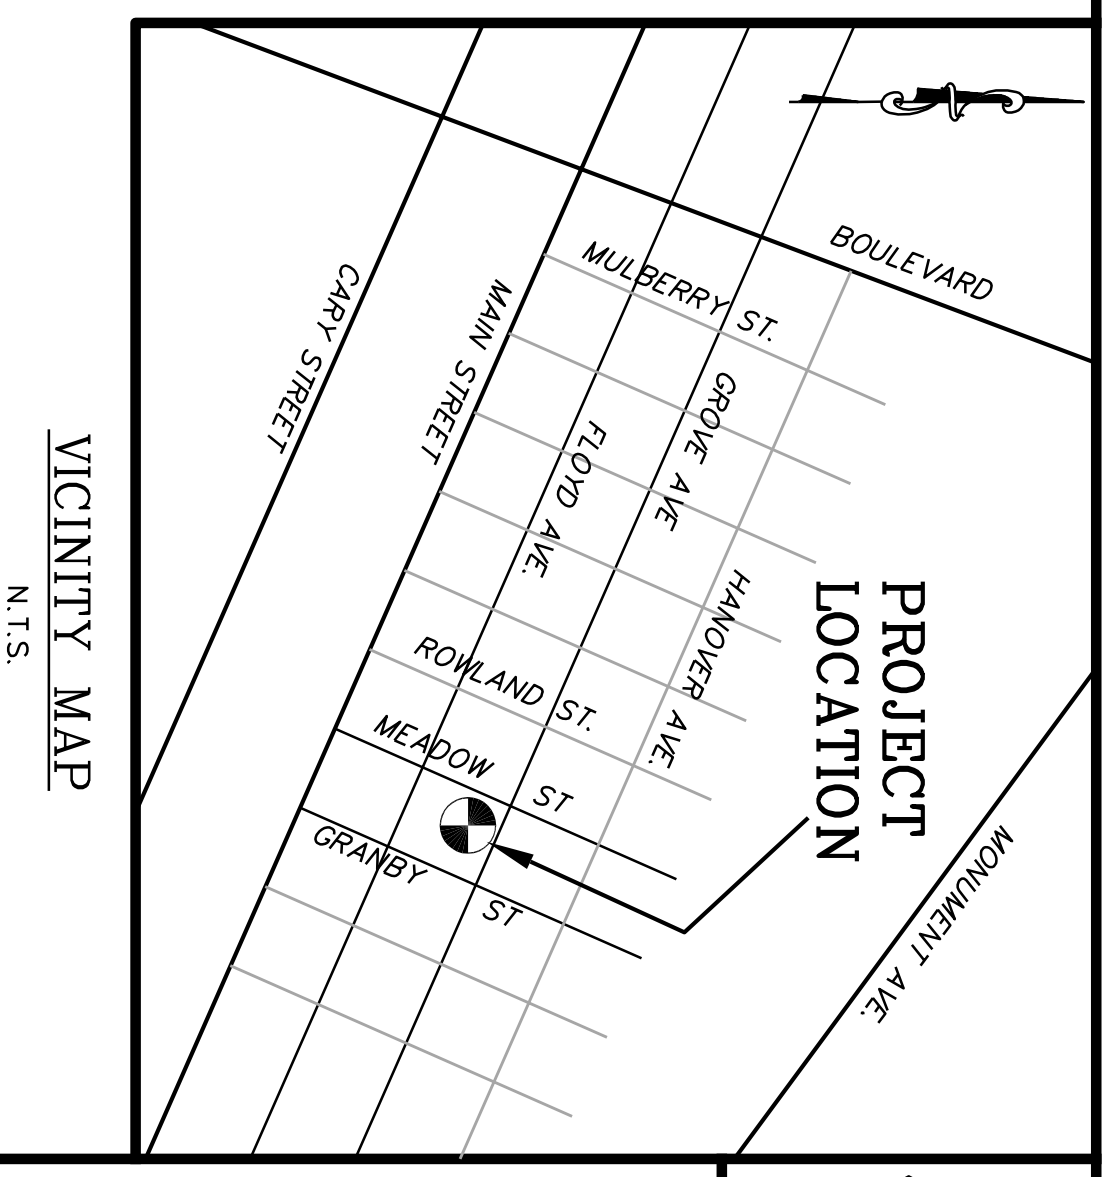 BOULEVARD
MULBERRY ST.
CARY STREET
MAIN STREET
GROVE AVE
FLOYD AVE.
HANOVER AVE.
PROJECT
LOCATION
ROWLAND ST.
MEADOW ST
GRANBY ST
MONUMENT AVE.
VICINITY MAP
N.T.S.